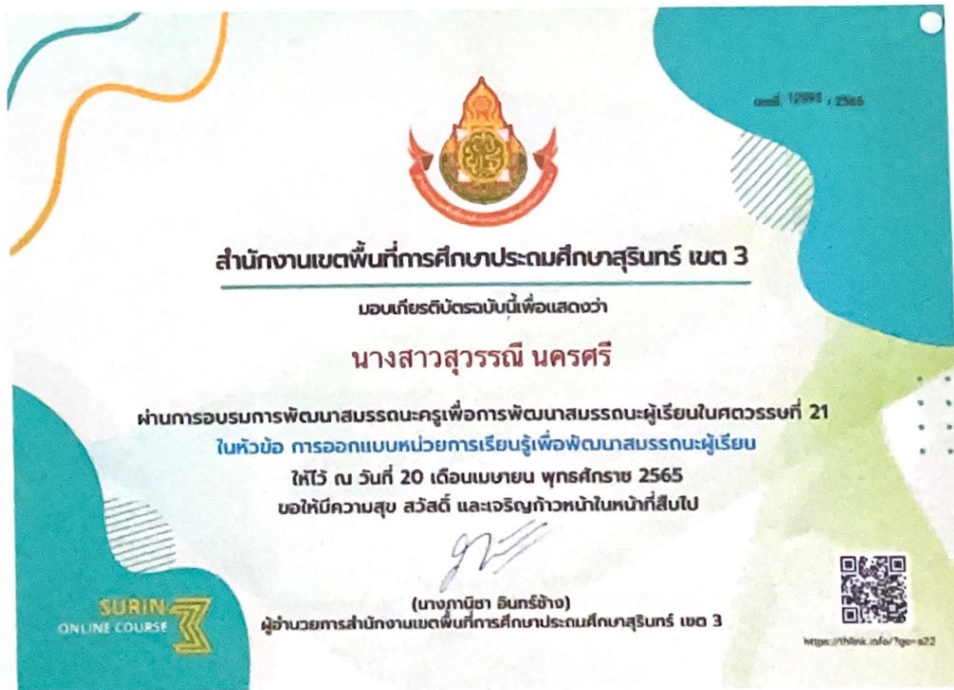 เลขที่ 12898 / 2565
สำนักงานเขตพื้นที่การศึกษาประถมศึกษาสุรินทร์ เขต 3
มอบเกียรติบัตรฉบับนี้เพื่อแสดงว่า
นางสาวสุวรรณี นครศรี
ผ่านการอบรมการพัฒนาสมรรถนะครูเพื่อการพัฒนาสมรรถนะผู้เรียนในศตวรรษที่ 21
ในหัวข้อ การออกแบบหน่วยการเรียนรู้เพื่อพัฒนาสมรรถนะผู้เรียน
ให้ไว้ ณ วันที่ 20 เดือนเมษายน พุทธศักราช 2565
ขอให้มีความสุข สวัสดิ์ และเจริญก้าวหน้าในหน้าที่สืบไป
(นางภานิชา อินทร์ช้าง)
ผู้อำนวยการสำนักงานเขตพื้นที่การศึกษาประถมศึกษาสุรินทร์ เขต 3
SURIN 3
ONLINE COURSE
https://thlink.info/?go=s22